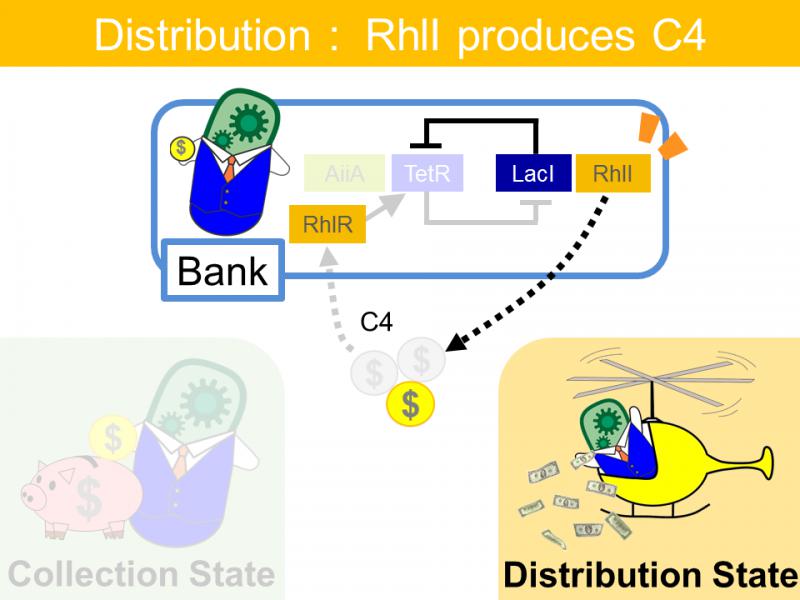 Distribution : RhlI produces C4
$
AiiA TetR LacI RhlI
RhlR
Bank
C4
$ $
$
$
$
Collection State
Distribution State